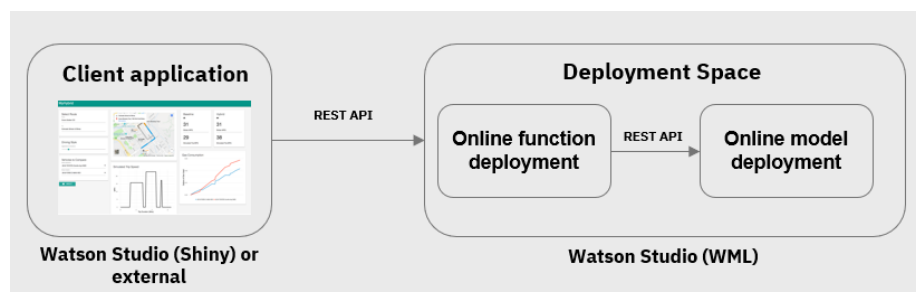 Client application
REST API
Deployment Space
Online function
deployment
REST API
Online model
deployment
Watson Studio (Shiny) or
external
Watson Studio (WML)